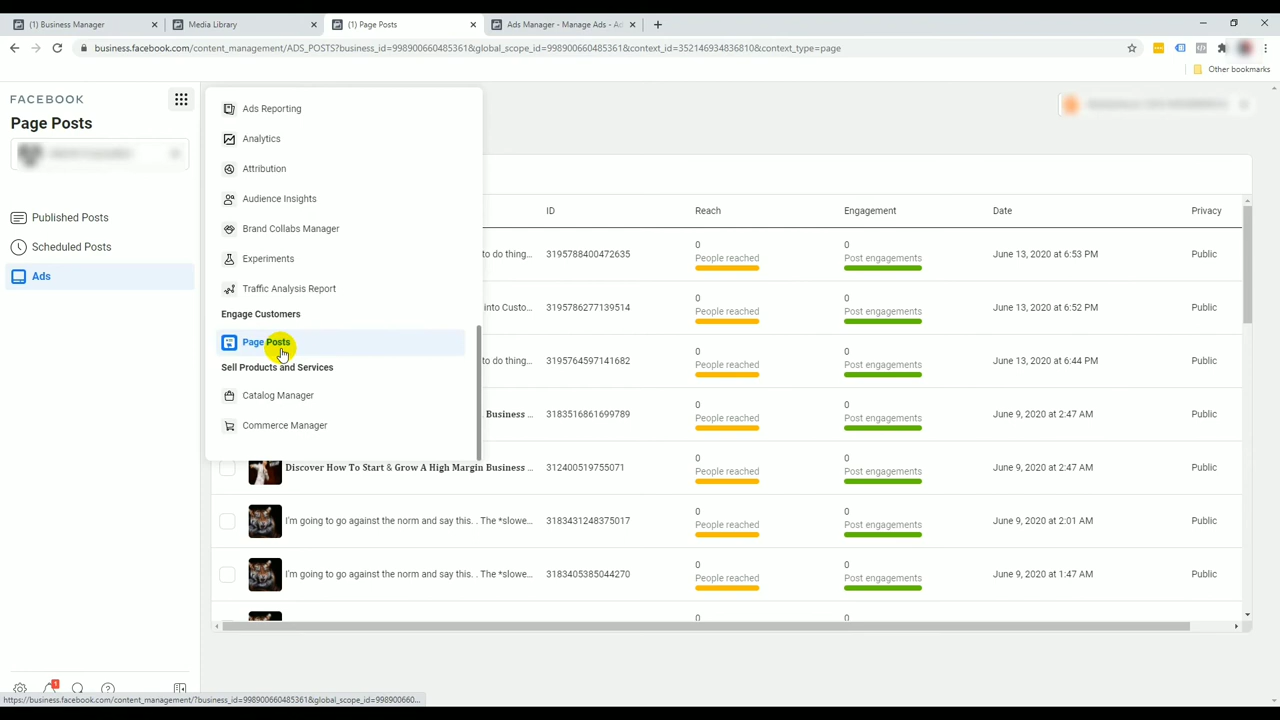 (1) Business Manager
Media Library
(1) Page Posts
Ads Manager - Manage Ads - Ad
business.facebook.com/content_management/ADS_POSTS?business_id=998900660485361&global_scope_id=998900660485361&context_id=352146934836810&context_type=page
Other bookmarks
FACEBOOK
Page Posts
Published Posts
Scheduled Posts
Ads
Ads Reporting
Analytics
Attribution
Audience Insights
Brand Collabs Manager
Experiments
Traffic Analysis Report
Engage Customers
Page Posts
Sell Products and Services
Catalog Manager
Commerce Manager
ID Reach Engagement Date Privacy
to do thing... 3195788400472635 0 People reached 0 Post engagements June 13, 2020 at 6:53 PM Public
into Custo... 3195786277139514 0 People reached 0 Post engagements June 13, 2020 at 6:52 PM Public
to do thing... 3195764597141682 0 People reached 0 Post engagements June 13, 2020 at 6:44 PM Public
Business ... 3183516861699789 0 People reached 0 Post engagements June 9, 2020 at 2:47 AM Public
Discover How To Start & Grow A High Margin Business ... 312400519755071 0 People reached 0 Post engagements June 9, 2020 at 2:47 AM Public
I'm going to go against the norm and say this. . The *slowe... 3183431248375017 0 People reached 0 Post engagements June 9, 2020 at 2:01 AM Public
I'm going to go against the norm and say this. . The *slowe... 3183405385044270 0 People reached 0 Post engagements June 9, 2020 at 1:47 AM Public
0 0
1
https://business.facebook.com/content_management/?business_id=998900660485361&global_scope_id=998900660...